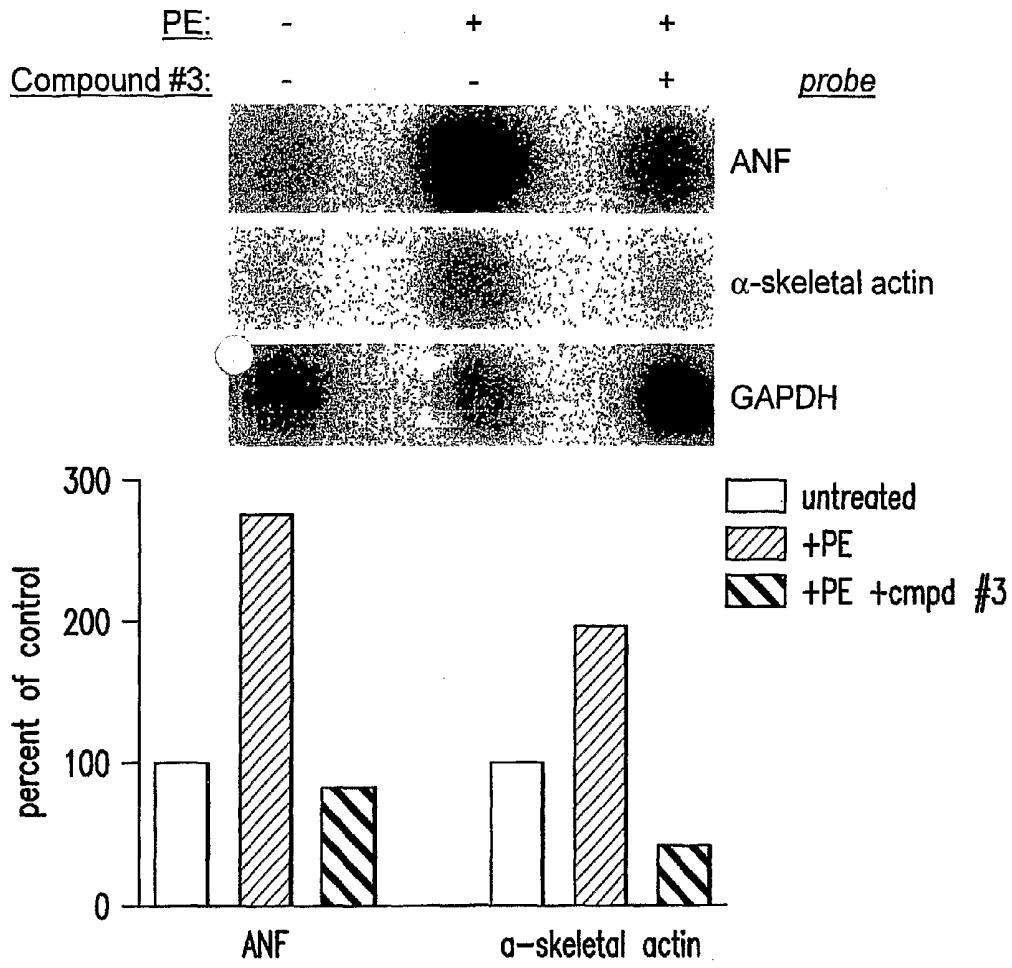 PE: - + +
Compound #3: - - + probe
ANF
α-skeletal actin
GAPDH
300
200
100
0
percent of control
untreated
+PE
+PE +cmpd #3
ANF α-skeletal actin